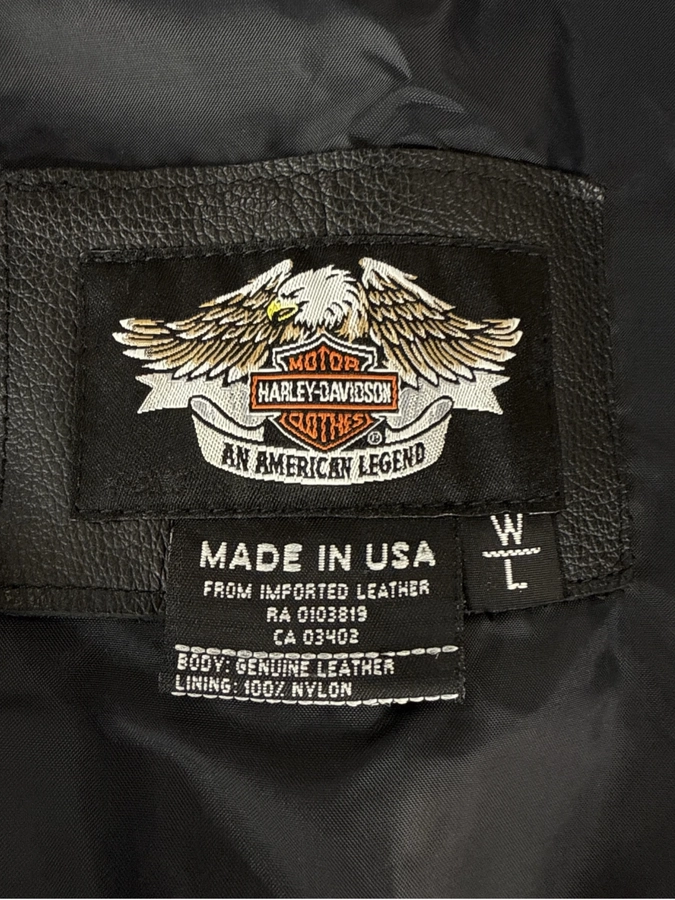 MOTOR
HARLEY-DAVIDSON
CLOTHES
®
AN AMERICAN LEGEND
W
L
MADE IN USA
FROM IMPORTED LEATHER
RA 0103819
CA 03402
BODY: GENUINE LEATHER
LINING: 100% NYLON